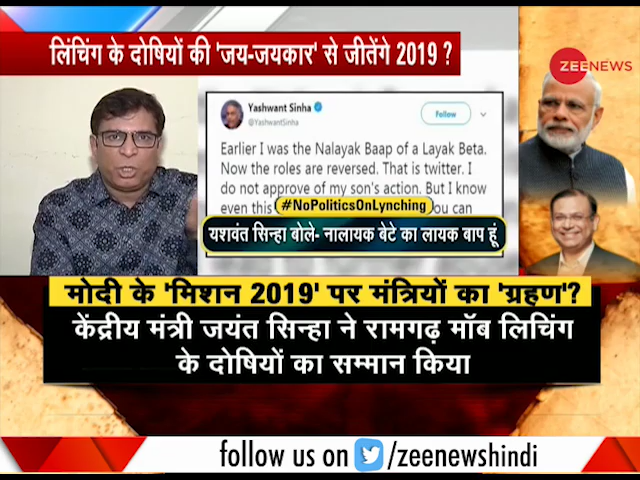 लिंचिंग के दोषियों की 'जय-जयकार' से जीतेंगे 2019 ?
ZEENEWS
Yashwant Sinha
@YashwantSinha
Follow
Earlier I was the Nalayak Baap of a Layak Beta.
Now the roles are reversed. That is twitter. I
do not approve of my son's action. But I know
even this
ou can
#NoPoliticsOnLynching
यशवंत सिन्हा बोले- नालायक बेटे का लायक बाप हूं
मोदी के 'मिशन 2019' पर मंत्रियों का 'ग्रहण'?
केंद्रीय मंत्री जयंत सिन्हा ने रामगढ़ मॉब लिचिंग
के दोषियों का सम्मान किया
follow us on /zeenewshindi